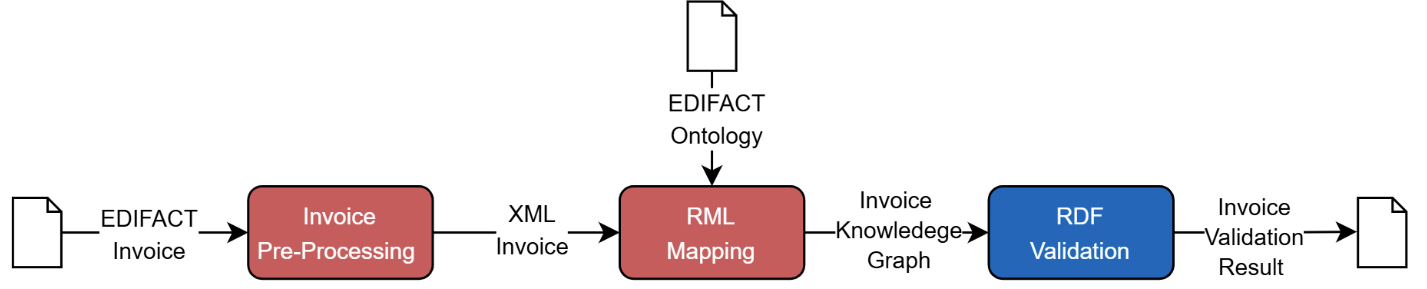 EDIFACT
Ontology
EDIFACT
Invoice
Invoice
Pre-Processing
XML
Invoice
RML
Mapping
Invoice
Knowledege
Graph
RDF
Validation
Invoice
Validation
Result